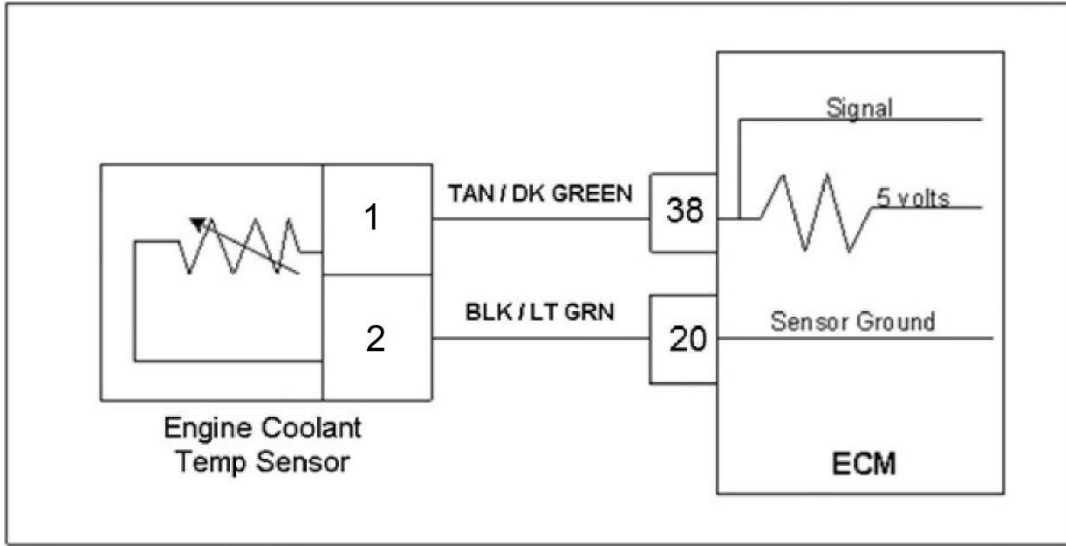 Signal
TAN / DK GREEN
1
38
5 volts
BLK / LT GRN
2
20
Sensor Ground
Engine Coolant
Temp Sensor
ECM